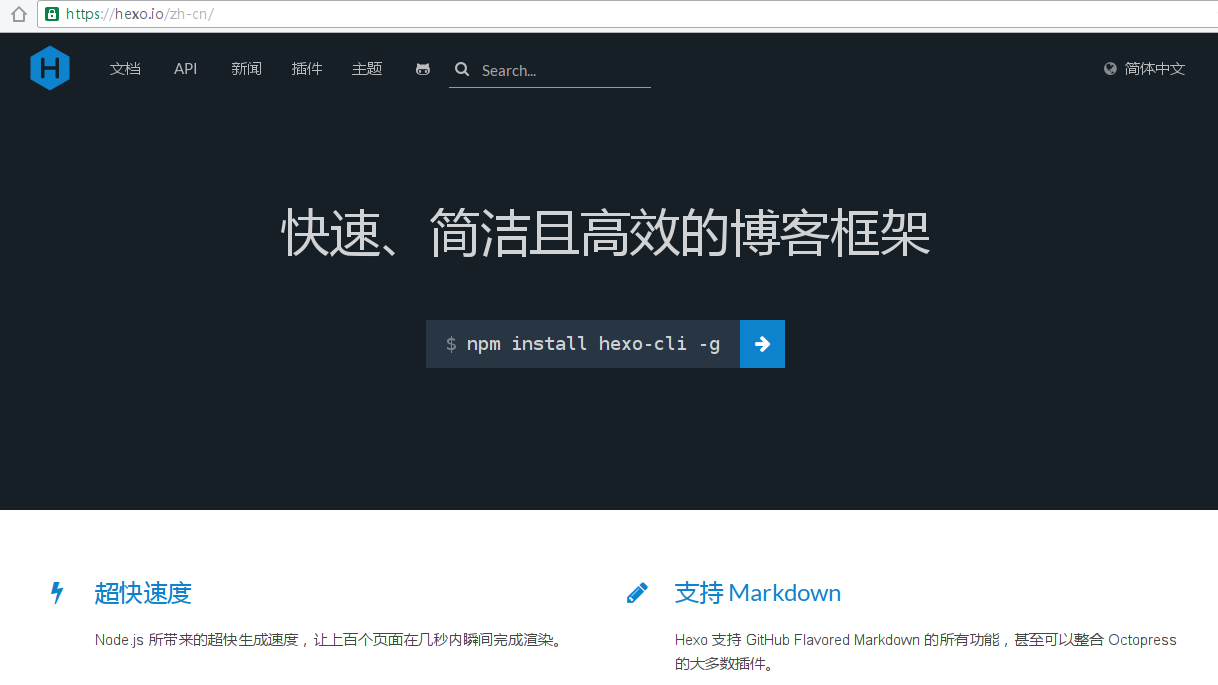 https://hexo.io/zh-cn/
H 文档 API 新闻 插件 主题 Search... 简体中文
快速、简洁且高效的博客框架
$ npm install hexo-cli -g
超快速度
Node.js 所带来的超快生成速度，让上百个页面在几秒内瞬间完成渲染。
支持 Markdown
Hexo 支持 GitHub Flavored Markdown 的所有功能，甚至可以整合 Octopress
的大多数插件。